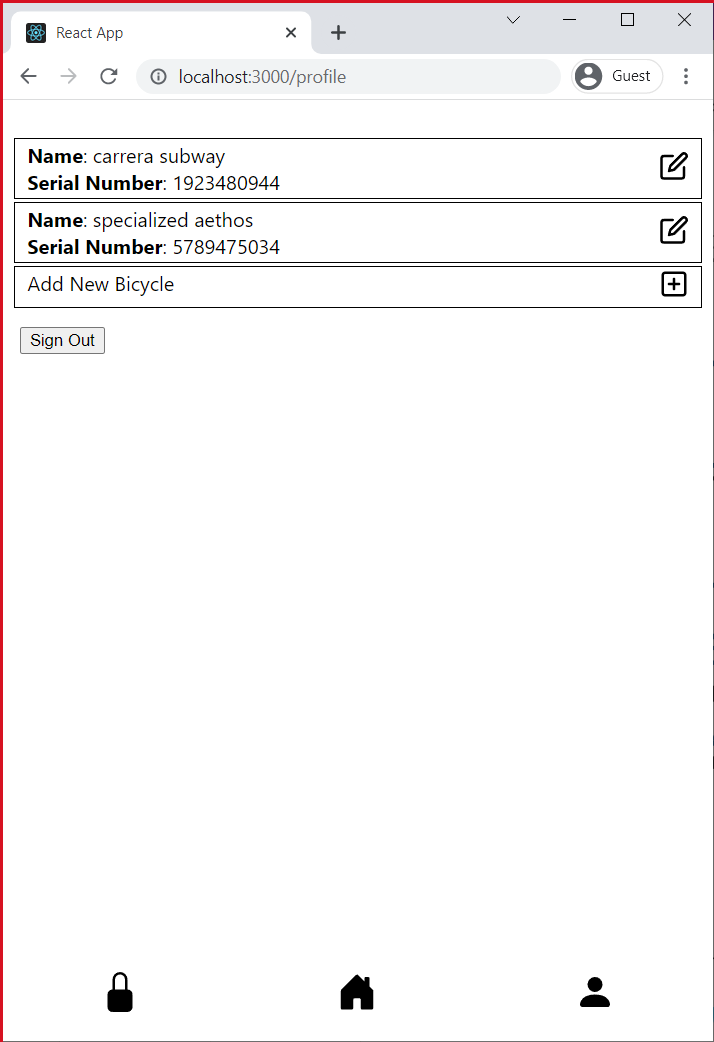 React App
localhost:3000/profile
Guest
Name: carrera subway
Serial Number: 1923480944
Name: specialized aethos
Serial Number: 5789475034
Add New Bicycle
Sign Out